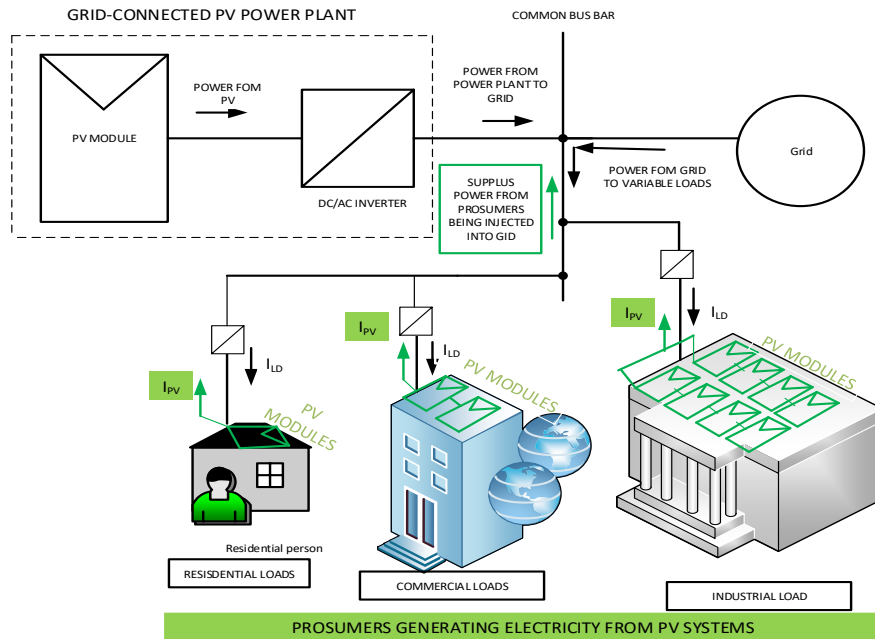 GRID-CONNECTED PV POWER PLANT
COMMON BUS BAR
POWER FOM
PV
POWER FROM
POWER PLANT TO
GRID
PV MODULE
Grid
DC/AC INVERTER
POWER FOM GRID
TO VARIABLE LOADS
SUPPLUS
POWER FROM
PROSUMERS
BEING INJECTED
INTO GID
IPV
ILD
PV MODULES
IPV
ILD
PV MODULES
IPV
ILD
PV
MODULES
Residential person
RESISDENTIAL LOADS
COMMERCIAL LOADS
INDUSTRIAL LOAD
PROSUMERS GENERATING ELECTRICITY FROM PV SYSTEMS